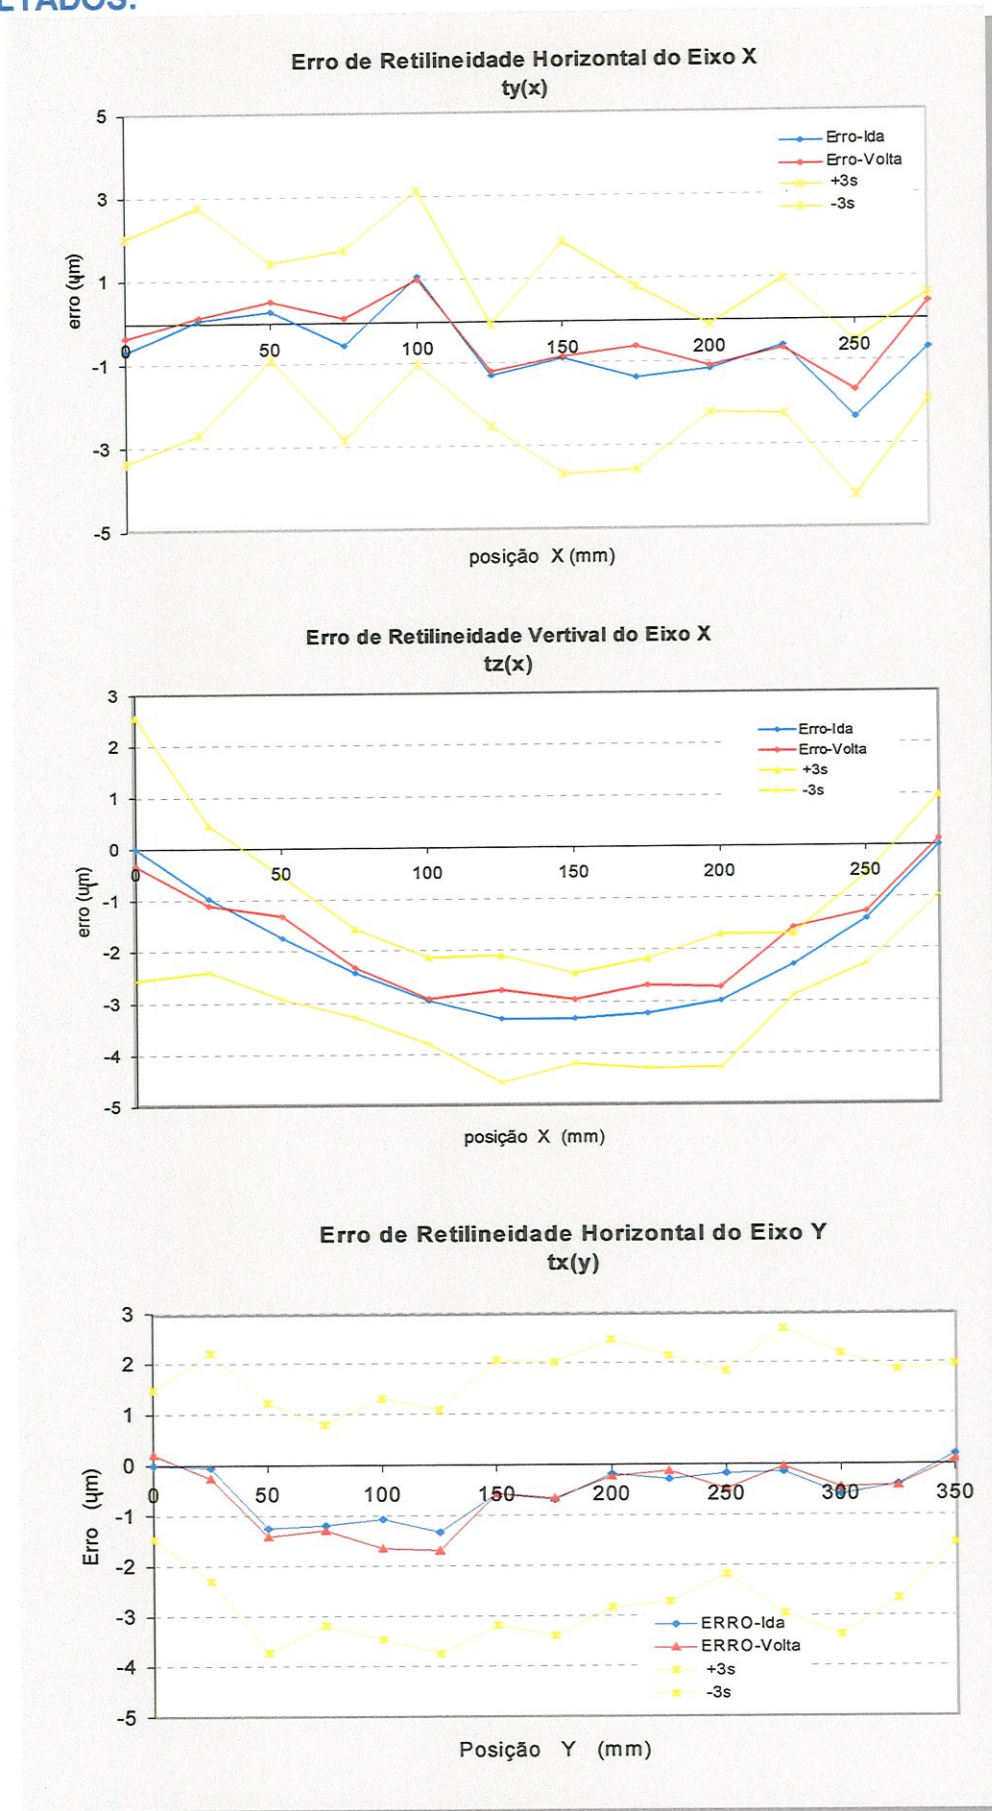 LTADOS:
Erro de Retilineidade Horizontal do Eixo X
ty(x)
5
3
1
-1
-3
-5
erro (ųm)
0
50
100
150
200
250
Erro-Ida
Erro-Volta
+3s
-3s
posição X (mm)
Erro de Retilineidade Vertival do Eixo X
tz(x)
3
2
1
0
-1
-2
-3
-4
-5
erro (ųm)
0
50
100
150
200
250
Erro-Ida
Erro-Volta
+3s
-3s
posição X (mm)
Erro de Retilineidade Horizontal do Eixo Y
tx(y)
3
2
1
0
-1
-2
-3
-4
-5
Erro (ųm)
0
50
100
150
200
250
300
350
ERRO-Ida
ERRO-Volta
+3s
-3s
Posição Y (mm)